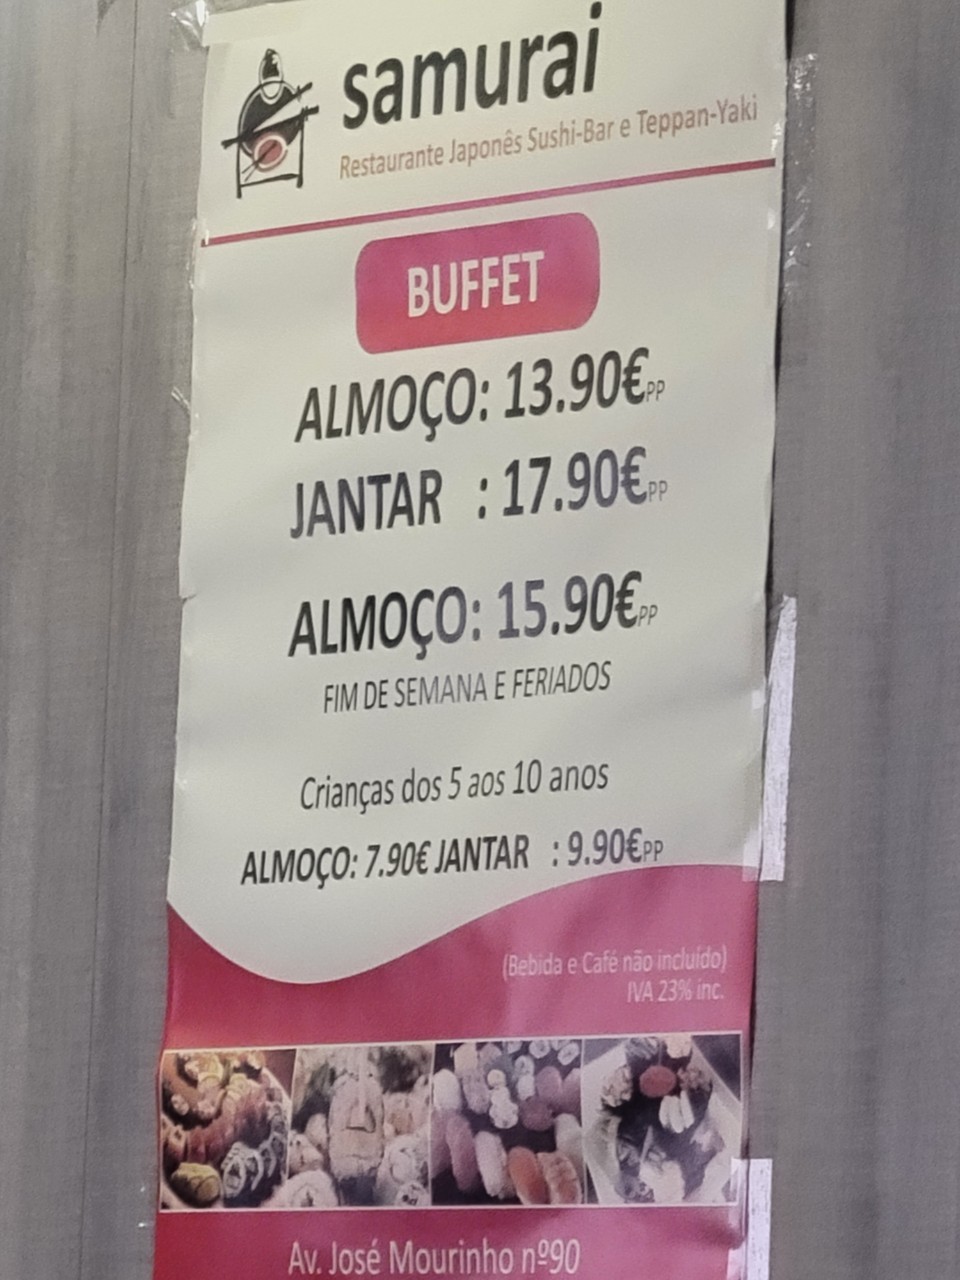 samurai
Restaurante Japonês Sushi-Bar e Teppan-Yaki
BUFFET
ALMOÇO: 13.90€PP
JANTAR : 17.90€PP
ALMOÇO: 15.90€PP
FIM DE SEMANA E FERIADOS
Crianças dos 5 aos 10 anos
ALMOÇO: 7.90€ JANTAR : 9.90€PP
(Bebida e Café não incluído)
IVA 23% inc.
Av. José Mourinho nº90